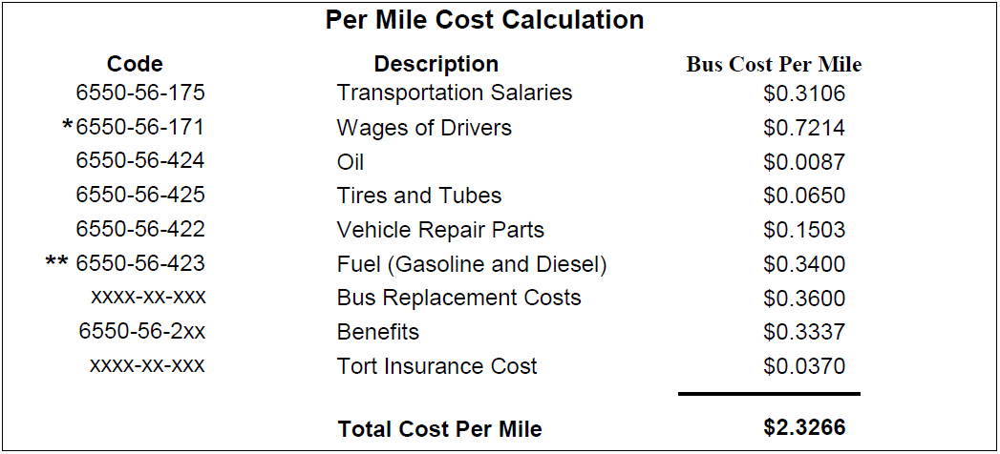 Per Mile Cost Calculation
Code Description Bus Cost Per Mile
6550-56-175 Transportation Salaries $0.3106
*6550-56-171 Wages of Drivers $0.7214
6550-56-424 Oil $0.0087
6550-56-425 Tires and Tubes $0.0650
6550-56-422 Vehicle Repair Parts $0.1503
** 6550-56-423 Fuel (Gasoline and Diesel) $0.3400
xxxx-xx-xxx Bus Replacement Costs $0.3600
6550-56-2xx Benefits $0.3337
xxxx-xx-xxx Tort Insurance Cost $0.0370
Total Cost Per Mile $2.3266